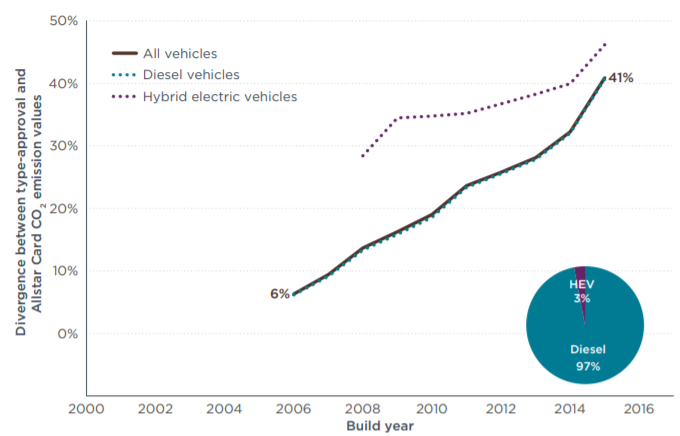 50%
40%
30%
20%
10%
0%
Divergence between type-approval and
Allstar Card CO2 emission values
All vehicles
Diesel vehicles
Hybrid electric vehicles
41%
6%
HEV
3%
Diesel
97%
2000 2002 2004 2006 2008 2010 2012 2014 2016
Build year